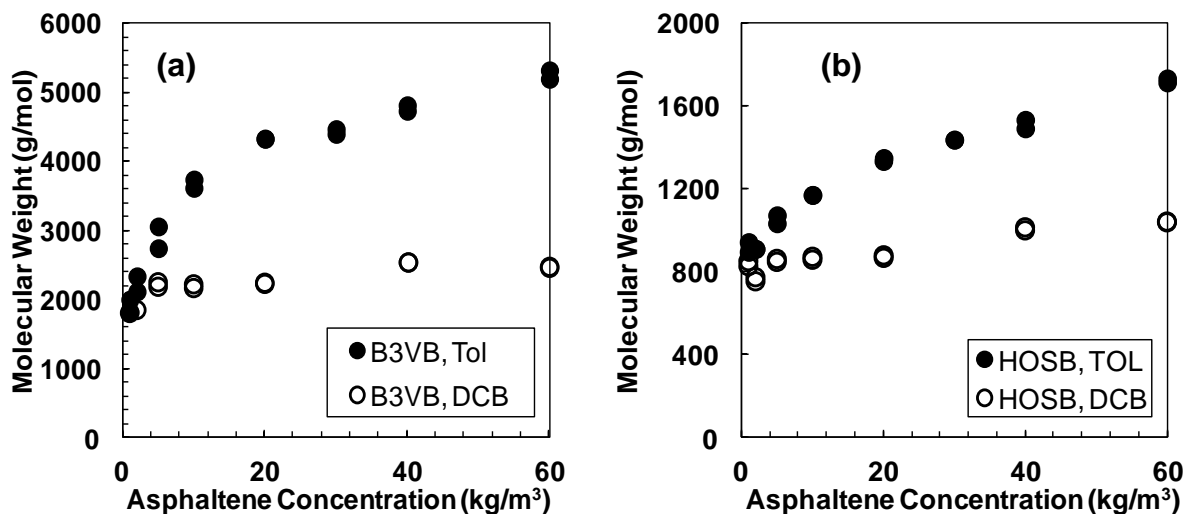 (a)
Molecular Weight (g/mol)
6000
5000
4000
3000
2000
1000
0
B3VB, Tol
B3VB, DCB
0 20 40 60
Asphaltene Concentration (kg/m³)
(b)
Molecular Weight (g/mol)
2000
1600
1200
800
400
0
HOSB, TOL
HOSB, DCB
0 20 40 60
Asphaltene Concentration (kg/m³)